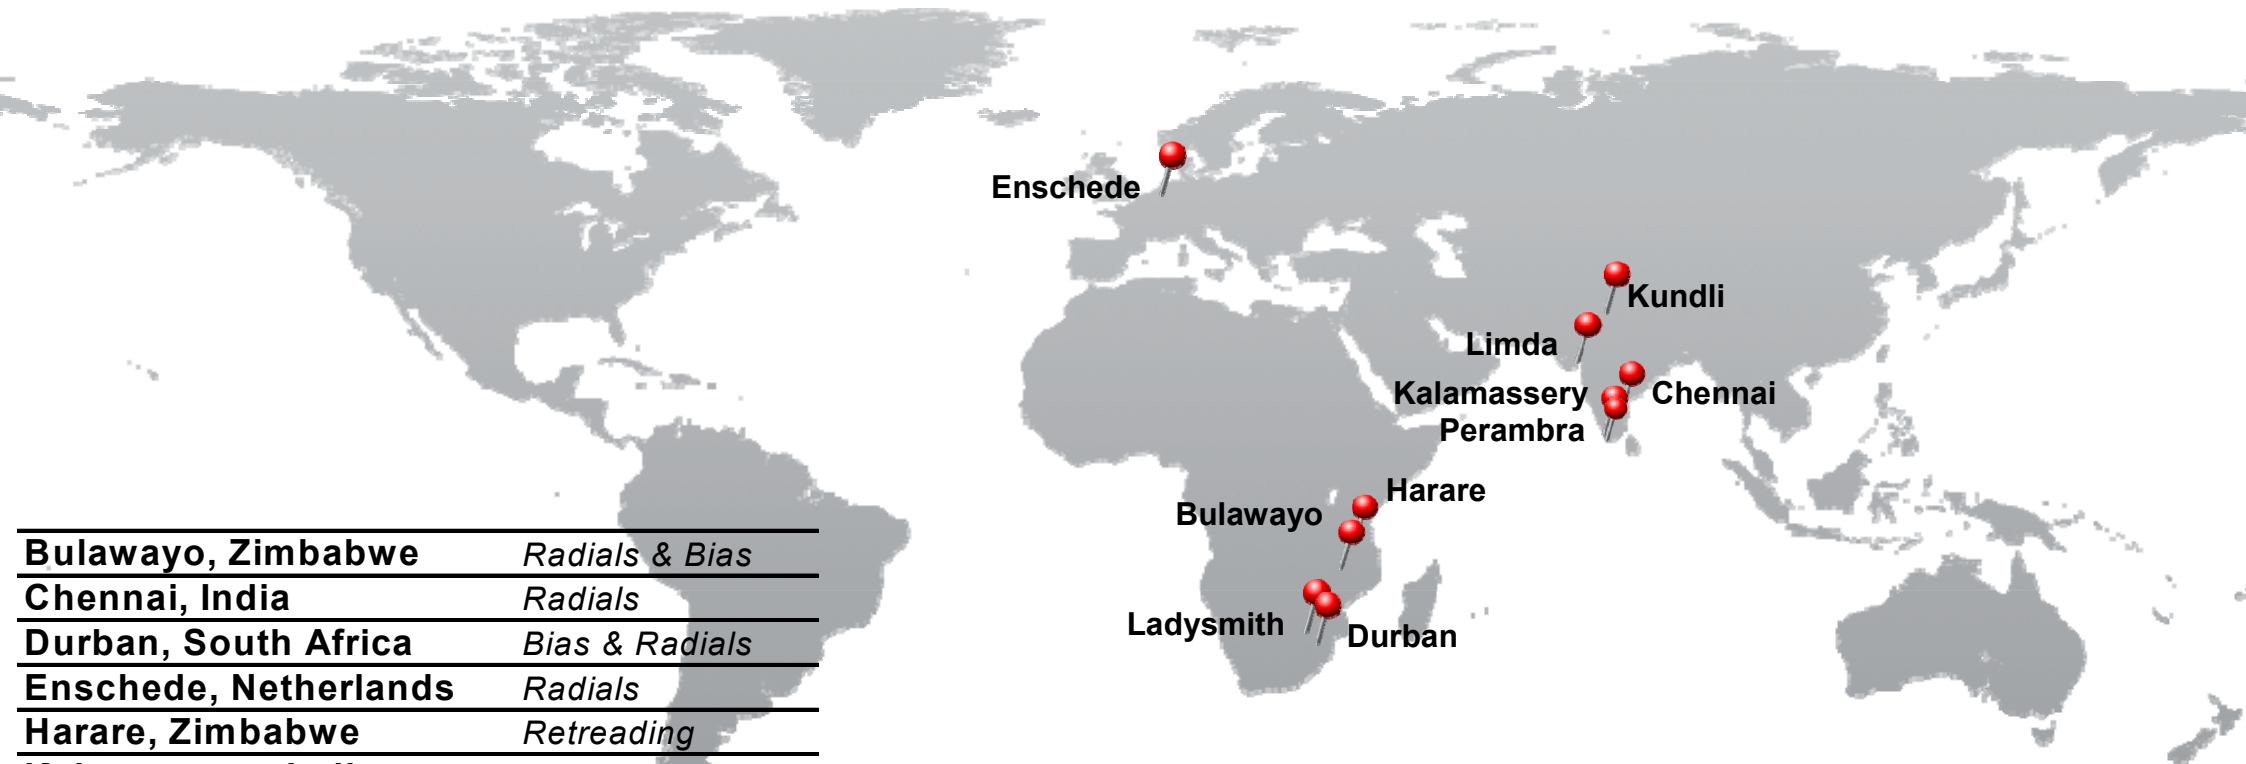 Enschede
Kundli
Limda
Kalamassery
Chennai
Perambra
Harare
Bulawayo
Ladysmith
Durban
Bulawayo, Zimbabwe Radials & Bias
Chennai, India Radials
Durban, South Africa Bias & Radials
Enschede, Netherlands Radials
Harare, Zimbabwe Retreading